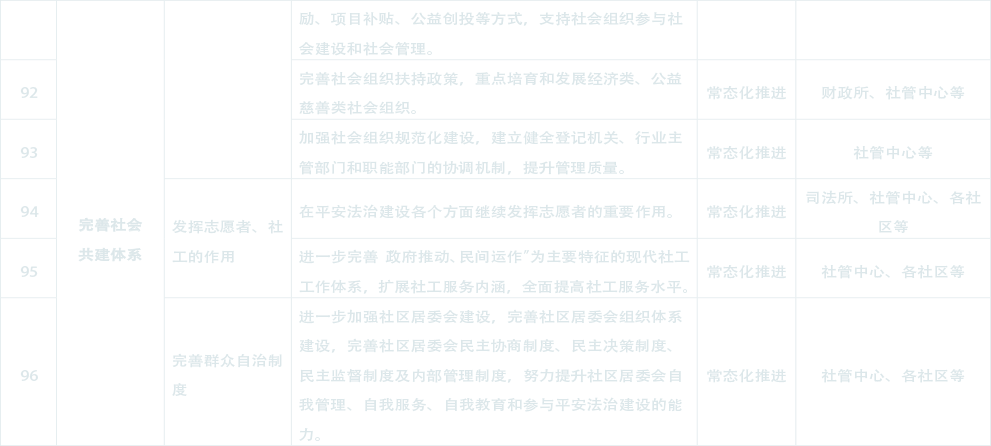 励、项目补贴、公益创投等方式，支持社会组织参与社
会建设和社会管理。
92
完善社会组织扶持政策，重点培育和发展经济类、公益
慈善类社会组织。
常态化推进
财政所、社管中心等
93
加强社会组织规范化建设，建立健全登记机关、行业主
管部门和职能部门的协调机制，提升管理质量。
常态化推进
社管中心等
完善社会
共建体系
发挥志愿者、社
工的作用
94
在平安法治建设各个方面继续发挥志愿者的重要作用。
常态化推进
司法所、社管中心、各社
区等
95
进一步完善 政府推动、民间运作”为主要特征的现代社工
工作体系，扩展社工服务内涵，全面提高社工服务水平。
常态化推进
社管中心、各社区等
96
完善群众自治制
度
进一步加强社区居委会建设，完善社区居委会组织体系
建设，完善社区居委会民主协商制度、民主决策制度、
民主监督制度及内部管理制度，努力提升社区居委会自
我管理、自我服务、自我教育和参与平安法治建设的能
力。
常态化推进
社管中心、各社区等